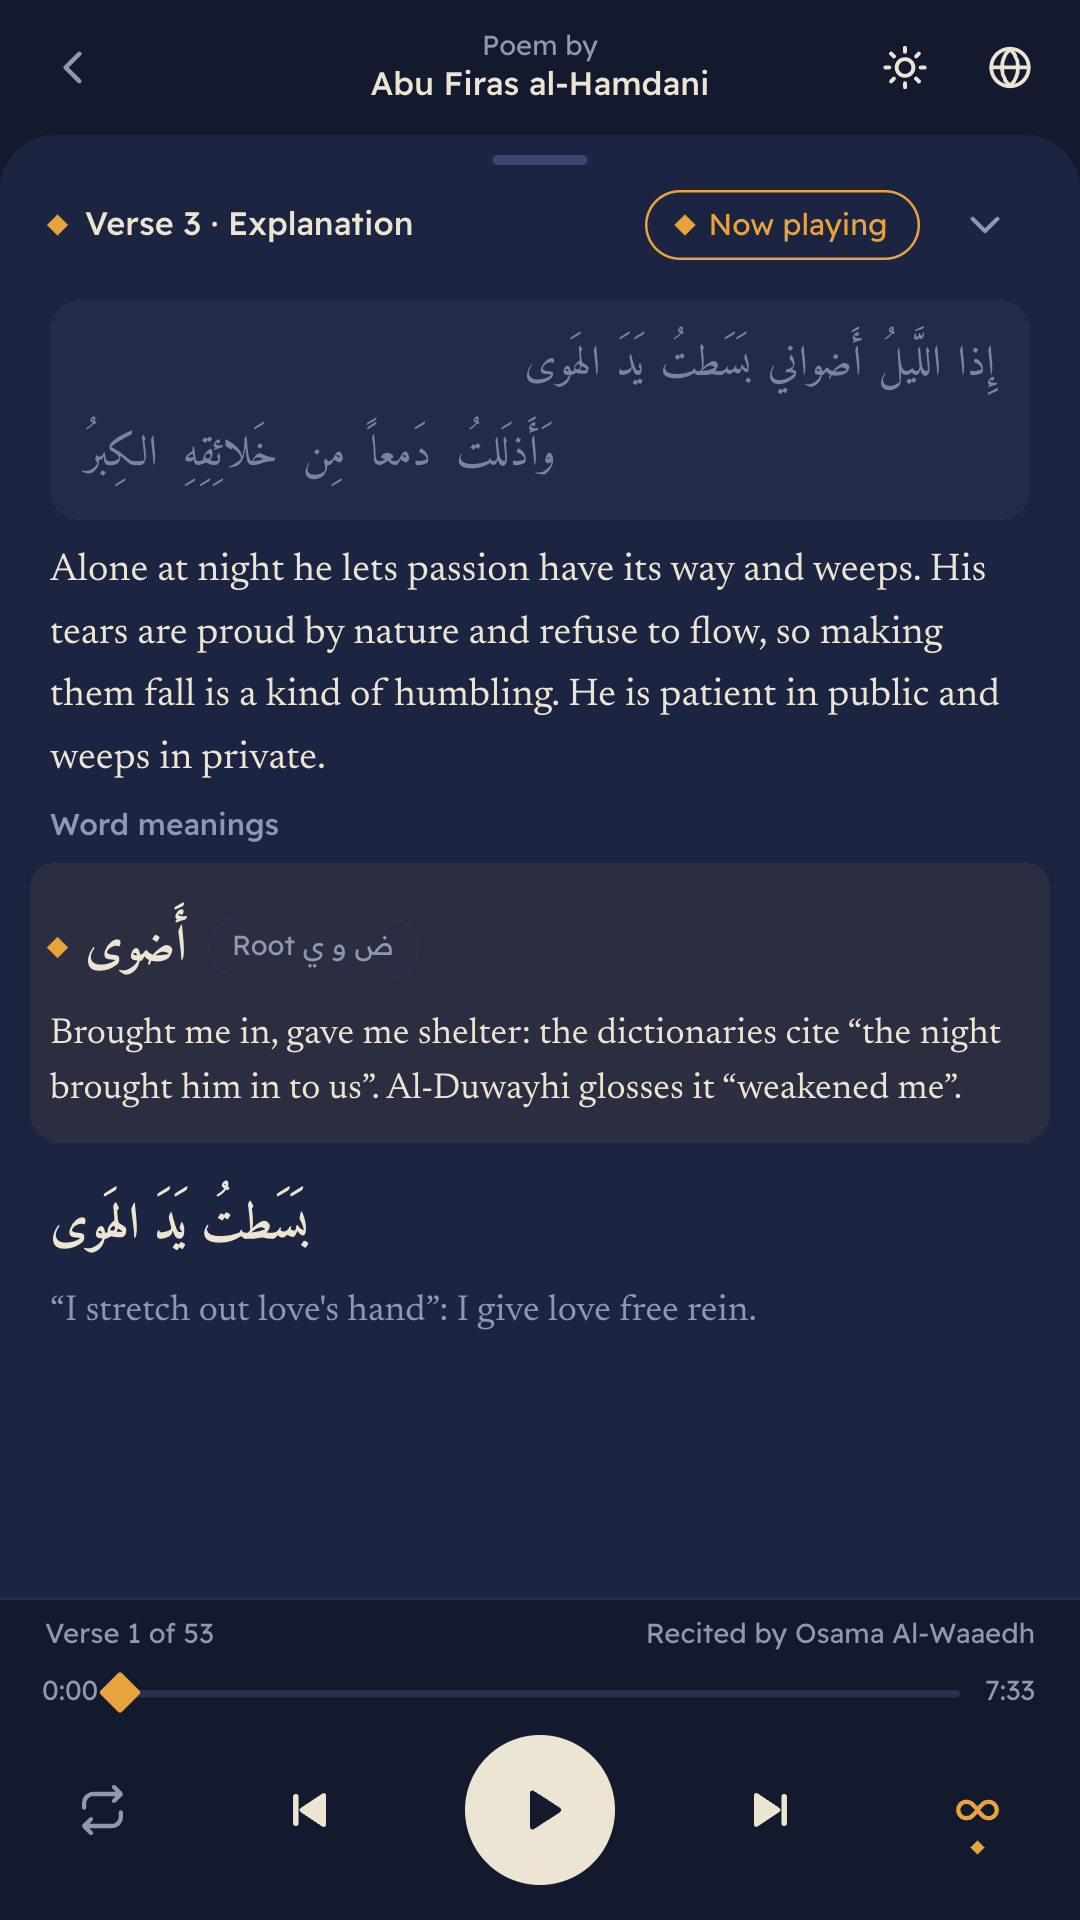 Poem by
Abu Firas al-Hamdani
Verse 3 · Explanation
Now playing
إِذا اللَّيلُ أَضواني بَسَطتُ يَدَ الهَوى
وَأَذلَلتُ دَمعاً مِن خَلائِقِهِ الكِبرُ
Alone at night he lets passion have its way and weeps. His
tears are proud by nature and refuse to flow, so making
them fall is a kind of humbling. He is patient in public and
weeps in private.
Word meanings
أَضوى Root ض و ي
Brought me in, gave me shelter: the dictionaries cite “the night
brought him in to us”. Al-Duwayhi glosses it “weakened me”.
بَسَطتُ يَدَ الهَوى
“I stretch out love's hand”: I give love free rein.
Verse 1 of 53
Recited by Osama Al-Waaedh
0:00
7:33